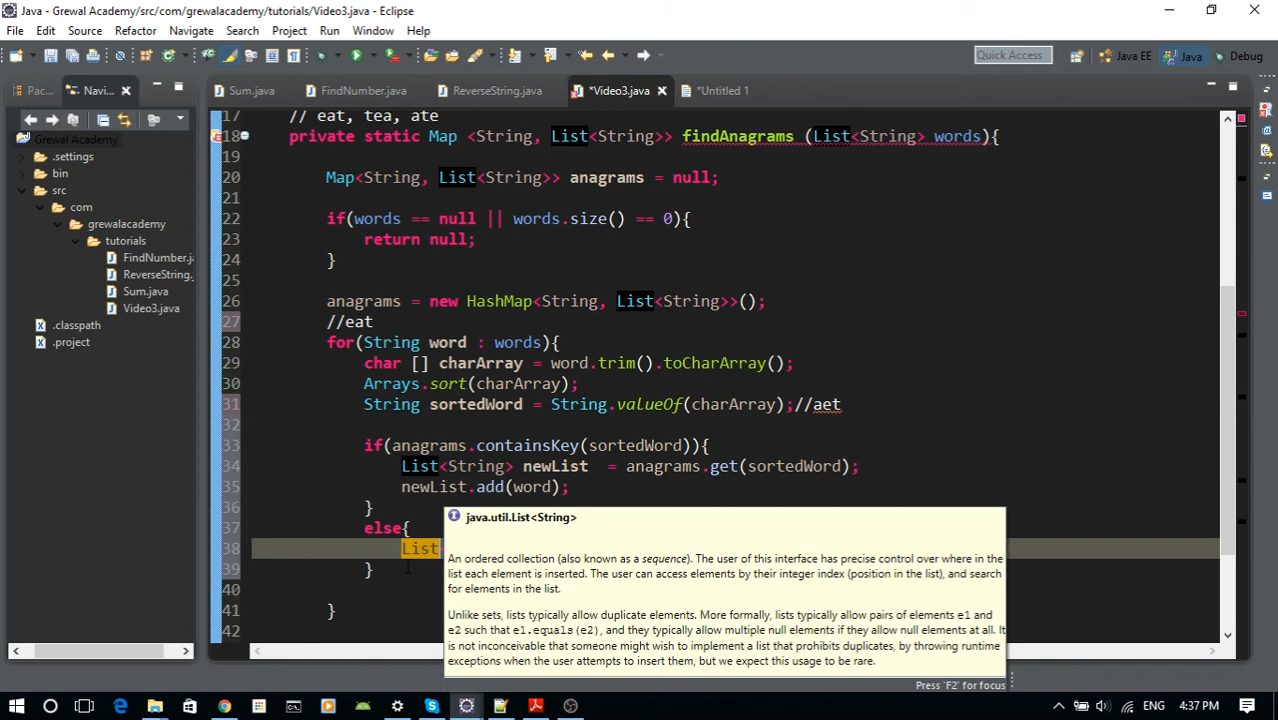 Java - Grewal Academy/src/com/grewalacademy/tutorials/Video3.java - Eclipse
File Edit Source Refactor Navigate Search Project Run Window Help
Quick Access Java EE Java Debug
Pac... Navi... Sum.java FindNumber.java ReverseString.java *Video3.java *Untitled 1
Grewal Academy
.settings
bin
src
com
grewalacademy
tutorials
FindNumber.j
ReverseString.
Sum.java
Video3.java
.classpath
.project
17 // eat, tea, ate
18 private static Map <String, List<String>> findAnagrams (List<String> words){
19
20 Map<String, List<String>> anagrams = null;
21
22 if(words == null || words.size() == 0){
23 return null;
24 }
25
26 anagrams = new HashMap<String, List<String>>();
27 //eat
28 for(String word : words){
29 char [] charArray = word.trim().toCharArray();
30 Arrays.sort(charArray);
31 String sortedWord = String.valueOf(charArray);//aet
32
33 if(anagrams.containsKey(sortedWord)){
34 List<String> newList = anagrams.get(sortedWord);
35 newList.add(word);
36 }
37 else{
38 List
39 }
40
41 }
42
java.util.List<String>
An ordered collection (also known as a sequence). The user of this interface has precise control over where in the
list each element is inserted. The user can access elements by their integer index (position in the list), and search
for elements in the list.
Unlike sets, lists typically allow duplicate elements. More formally, lists typically allow pairs of elements e1 and
e2 such that e1.equals(e2), and they typically allow multiple null elements if they allow null elements at all. It
is not inconceivable that someone might wish to implement a list that prohibits duplicates, by throwing runtime
exceptions when the user attempts to insert them, but we expect this usage to be rare.
Press 'F2' for focus
ENG 4:37 PM